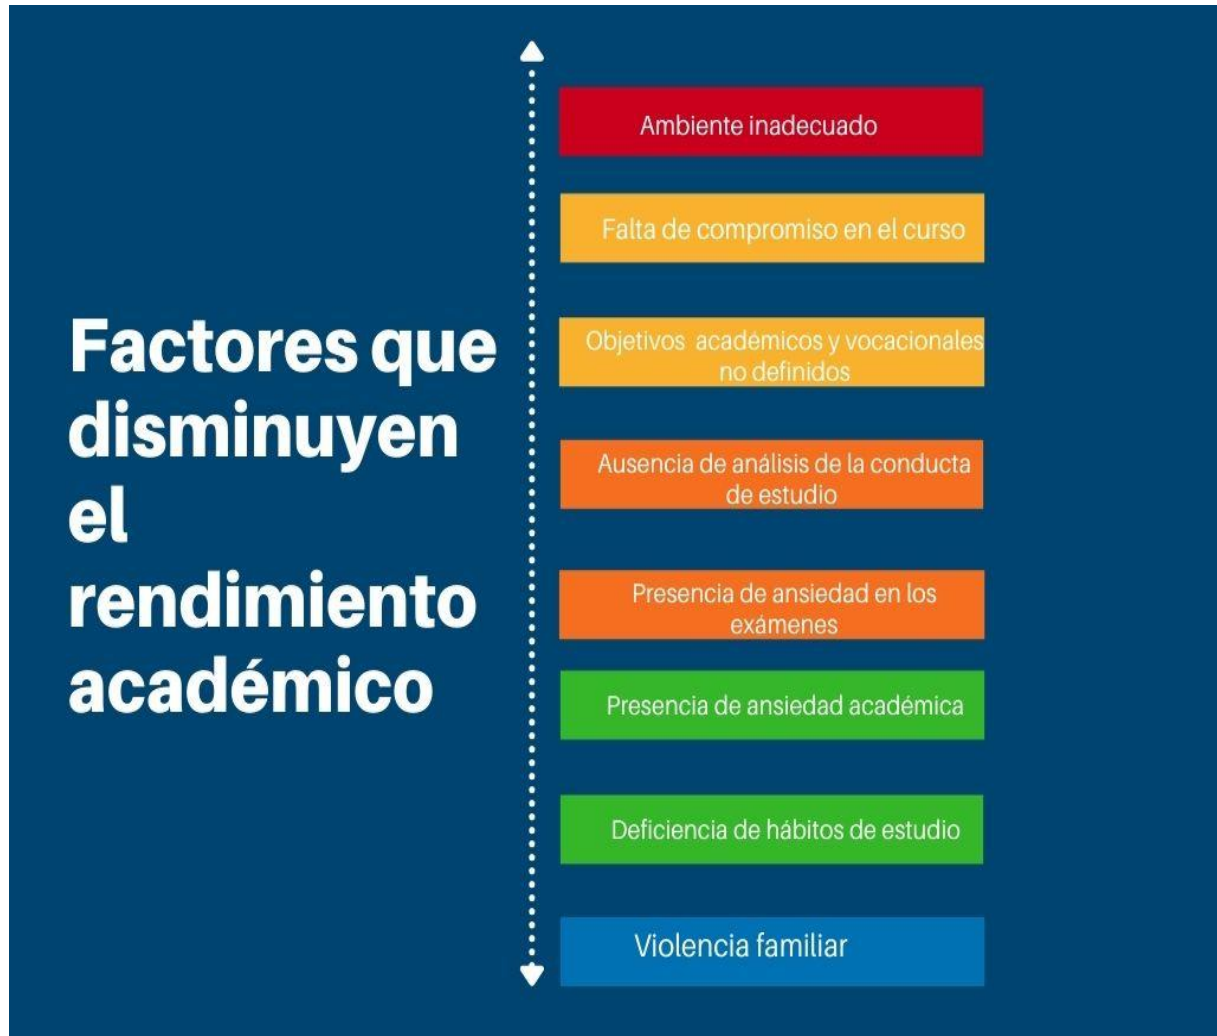 Factores que
disminuyen
el
rendimiento
académico
Ambiente inadecuado
Falta de compromiso en el curso
Objetivos académicos y vocacionales
no definidos
Ausencia de análisis de la conducta
de estudio
Presencia de ansiedad en los
exámenes
Presencia de ansiedad académica
Deficiencia de hábitos de estudio
Violencia familiar